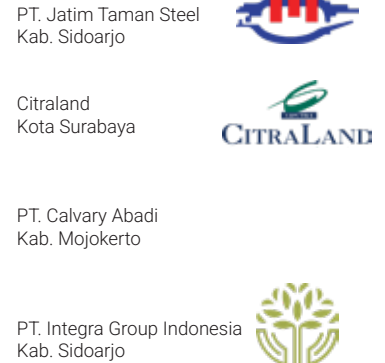 PT. Jatim Taman Steel
Kab. Sidoarjo
Citraland
Kota Surabaya
CITRALAND
PT. Calvary Abadi
Kab. Mojokerto
PT. Integra Group Indonesia
Kab. Sidoarjo